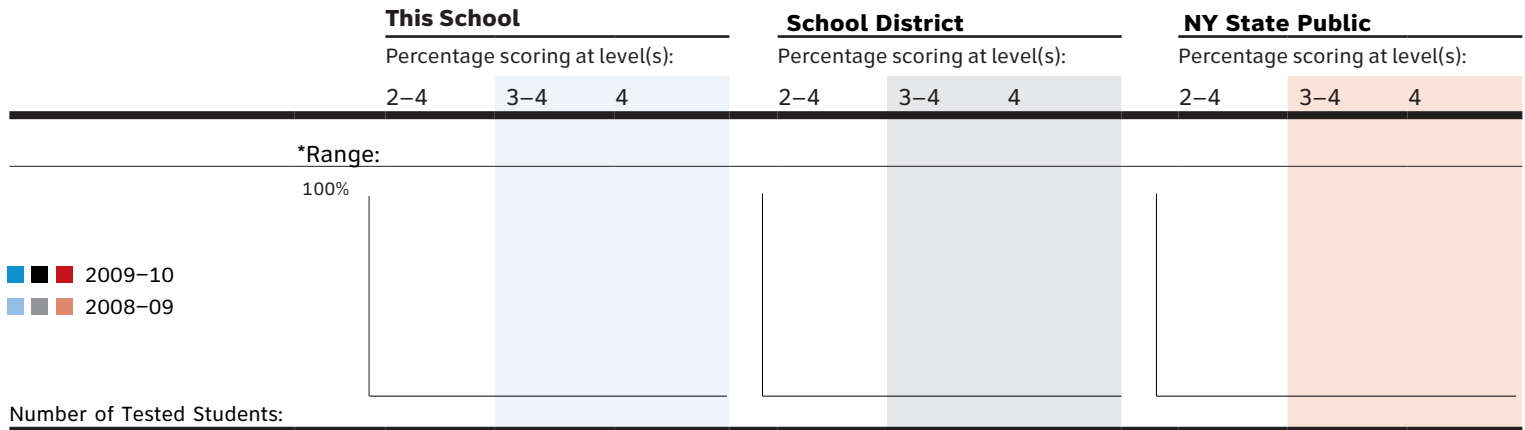 This School School District NY State Public
Percentage scoring at level(s): Percentage scoring at level(s): Percentage scoring at level(s):
2–4 3–4 4 2–4 3–4 4 2–4 3–4 4
*Range:
100%
2009–10
2008–09
Number of Tested Students: